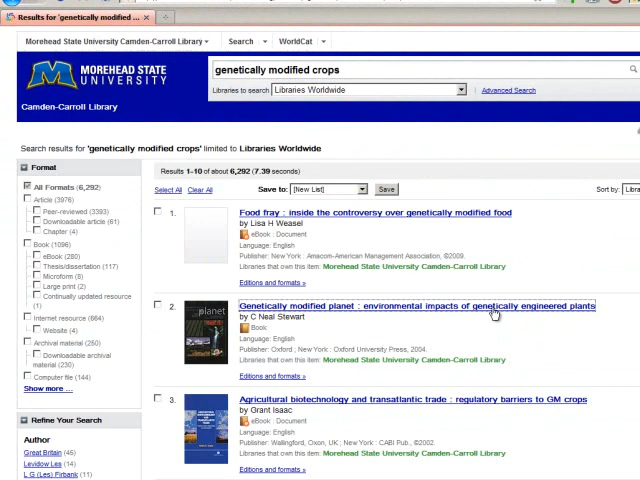 Results for 'genetically modified ...
Morehead State University Camden-Carroll Library
Search
WorldCat
MOREHEAD STATE
UNIVERSITY
Camden-Carroll Library
genetically modified crops
Libraries to search
Libraries Worldwide
Advanced Search
Search results for 'genetically modified crops' limited to Libraries Worldwide
Format
All Formats (6,292)
Article (3976)
Peer-reviewed (3393)
Downloadable article (61)
Chapter (4)
Book (1096)
eBook (280)
Thesis/dissertation (117)
Microform (8)
Large print (2)
Continually updated resource
(1)
Internet resource (664)
Website (4)
Archival material (250)
Downloadable archival
material (230)
Computer file (144)
Show more ...
Refine Your Search
Author
Great Britain (45)
Levidow Les (14)
L G (Les) Firbank (11)
Results 1-10 of about 6,292 (7.39 seconds)
Select All Clear All
Save to: [New List] Save
Sort by:
1.
Food fray : inside the controversy over genetically modified food
by Lisa H Weasel
eBook : Document
Language: English
Publisher: New York : Amacom-American Management Association, ©2009.
Libraries that own this item: Morehead State University Camden-Carroll Library
Editions and formats »
2.
planet
Genetically modified planet : environmental impacts of genetically engineered plants
by C Neal Stewart
Book
Language: English
Publisher: Oxford ; New York : Oxford University Press, 2004.
Libraries that own this item: Morehead State University Camden-Carroll Library
Editions and formats »
3.
Agricultural biotechnology and transatlantic trade : regulatory barriers to GM crops
by Grant Isaac
eBook : Document
Language: English
Publisher: Wallingford, Oxon, UK ; New York : CABI Pub., ©2002.
Libraries that own this item: Morehead State University Camden-Carroll Library
Editions and formats »